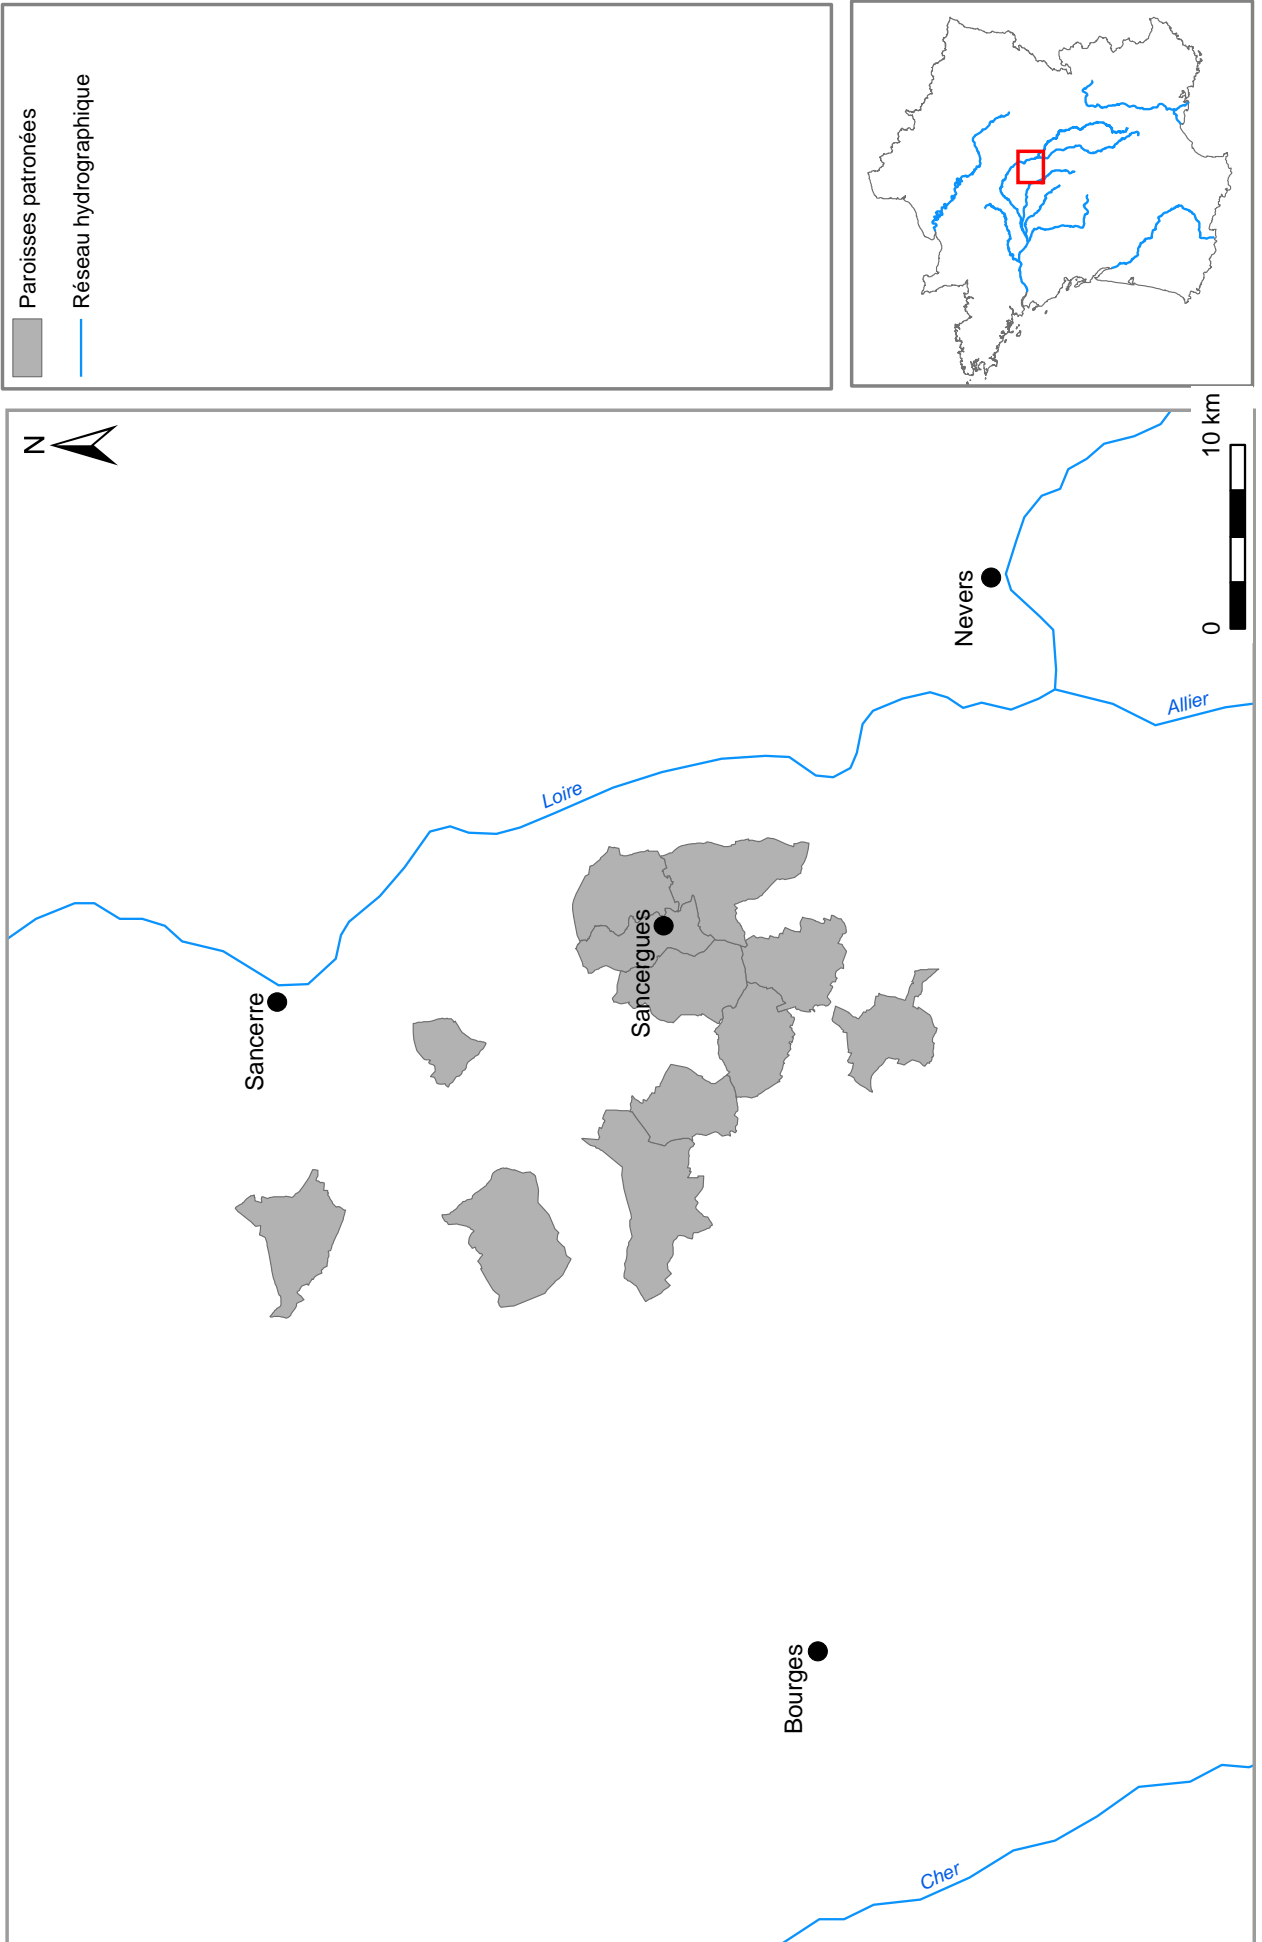 Paroisses patronées
Réseau hydrographique
N
Sancerre
Loire
Sancergues
Nevers
Allier
Bourges
Cher
0 10 km